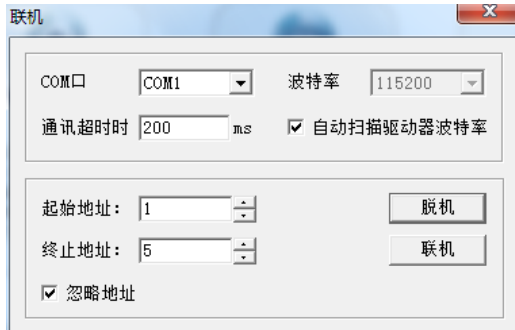 联机
COM口 COM1 波特率 115200
通讯超时时 200 ms 自动扫描驱动器波特率
起始地址： 1 脱机
终止地址： 5 联机
忽略地址